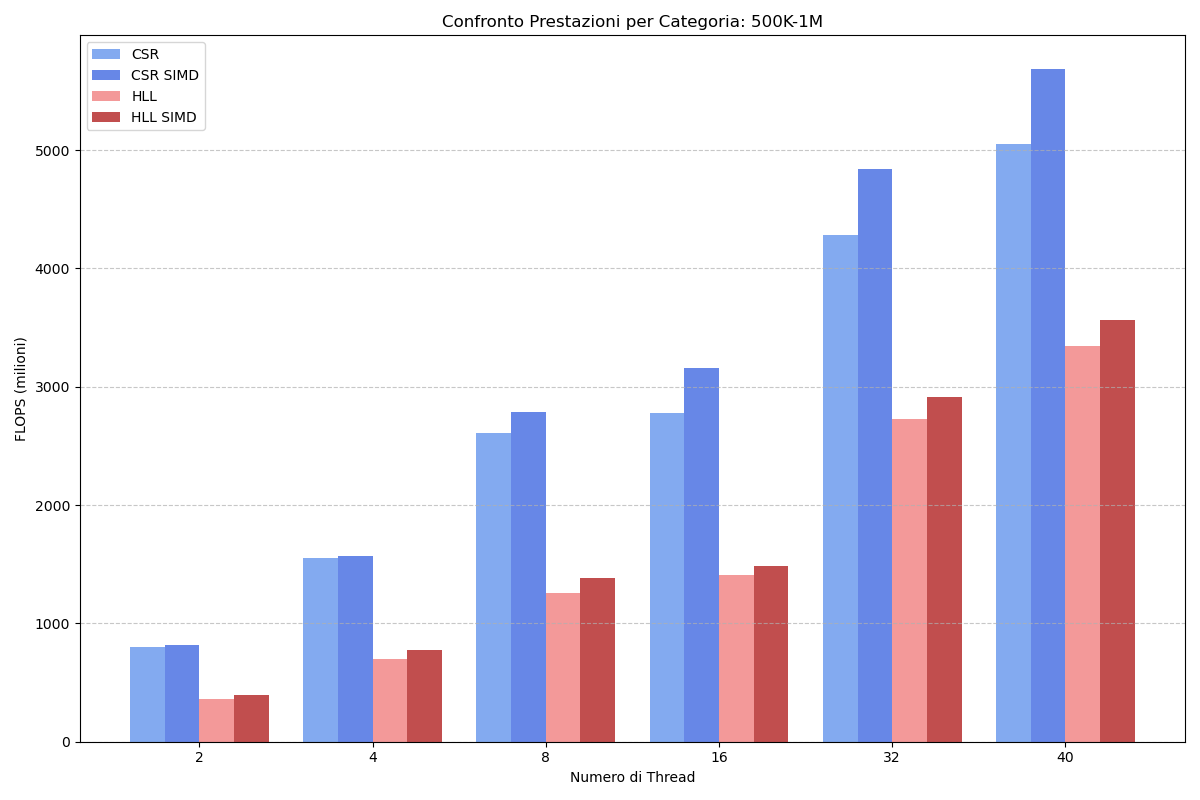 Confronto Prestazioni per Categoria: 500K-1M
CSR
CSR SIMD
HLL
HLL SIMD
FLOPS (milioni)
5000
4000
3000
2000
1000
0
2 4 8 16 32 40
Numero di Thread